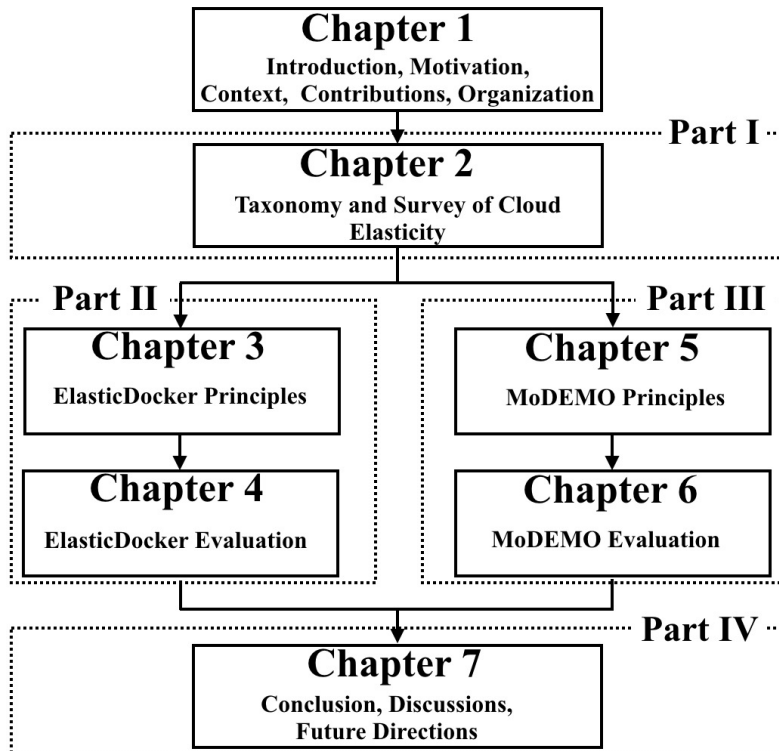 Chapter 1
Introduction, Motivation,
Context, Contributions, Organization
Part I
Chapter 2
Taxonomy and Survey of Cloud
Elasticity
Part II
Chapter 3
ElasticDocker Principles
Chapter 4
ElasticDocker Evaluation
Part III
Chapter 5
MoDEMO Principles
Chapter 6
MoDEMO Evaluation
Part IV
Chapter 7
Conclusion, Discussions,
Future Directions